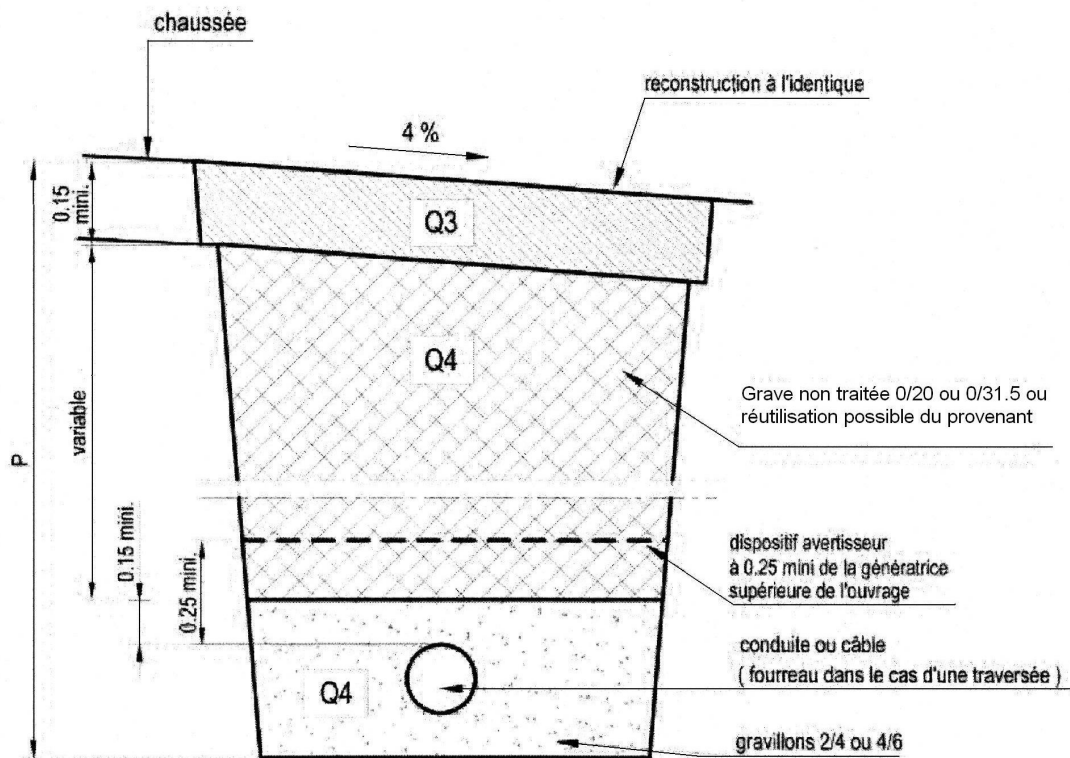 chaussée
reconstruction à l'identique
4 %
0.15
mini.
Q3
Q4
Grave non traitée 0/20 ou 0/31.5 ou
réutilisation possible du provenant
variable
P
0.15 mini.
0.25 mini.
dispositif avertisseur
à 0.25 mini de la génératrice
supérieure de l'ouvrage
conduite ou câble
( fourreau dans le cas d'une traversée )
Q4
gravillons 2/4 ou 4/6